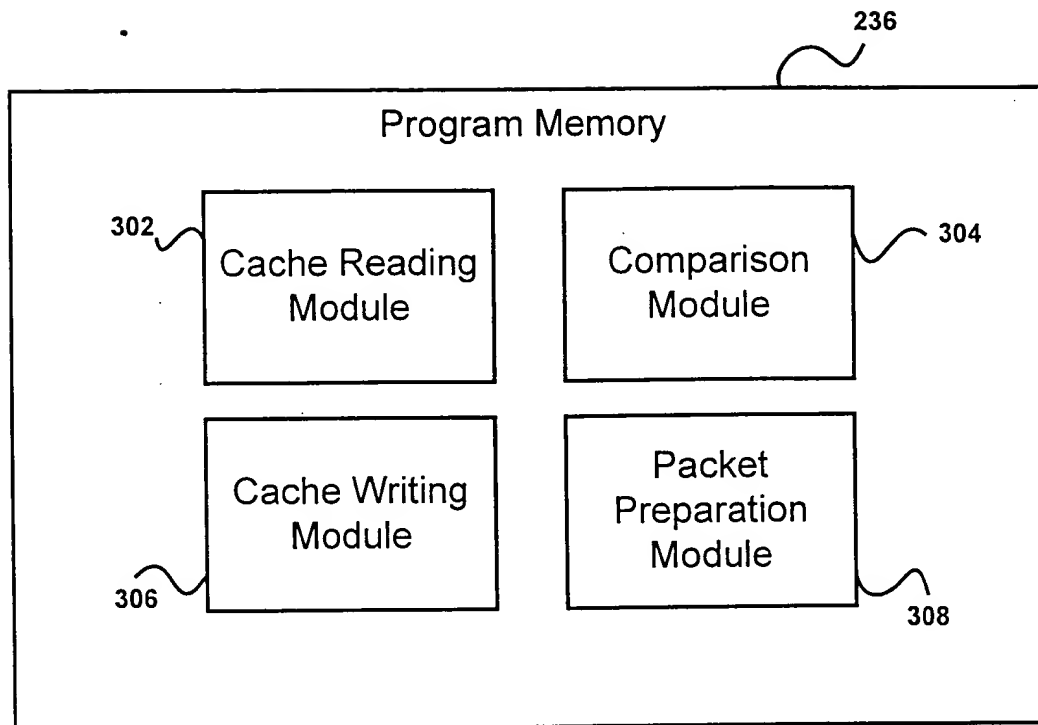 236
Program Memory
302
Cache Reading
Module
Comparison
Module
304
Cache Writing
Module
306
Packet
Preparation
Module
308